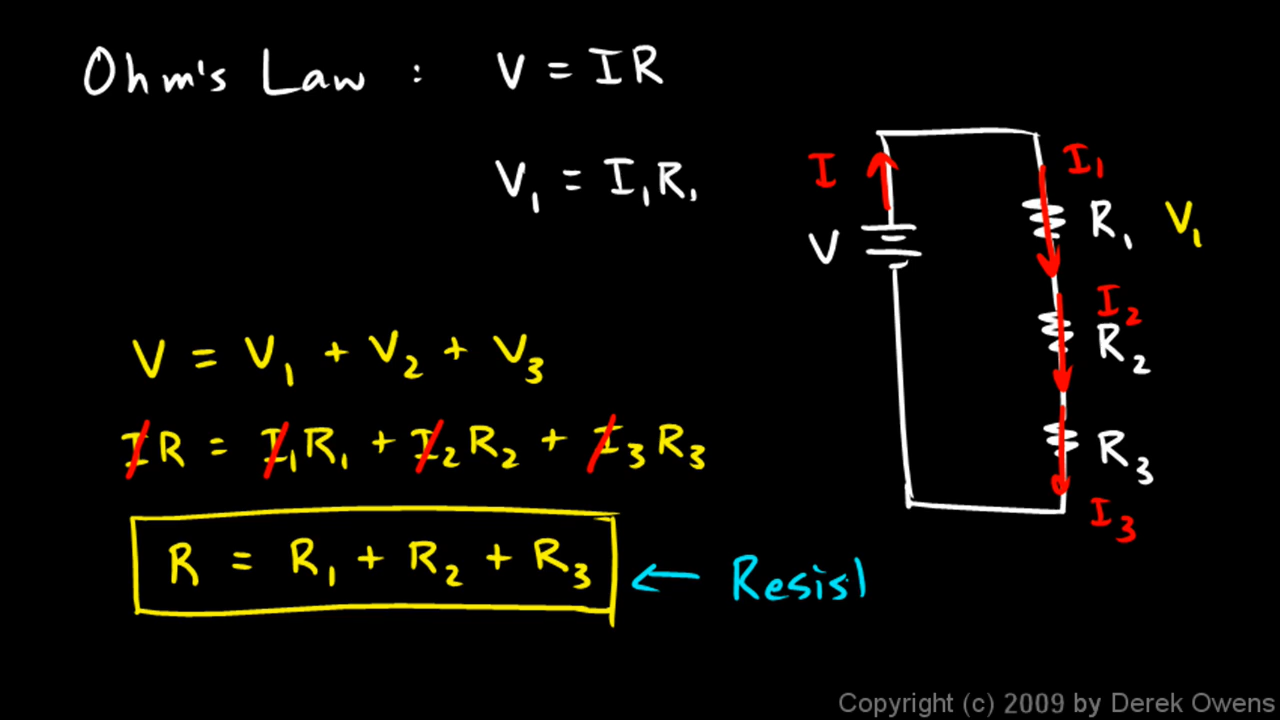 Ohm's Law : V = IR
V₁ = I₁R₁
I
V
I₁
R₁ V₁
I₂
R₂
R₃
I₃
V = V₁ + V₂ + V₃
IR = I₁R₁ + I₂R₂ + I₃R₃
R = R₁ + R₂ + R₃
← Resis
Copyright (c) 2009 by Derek Owens